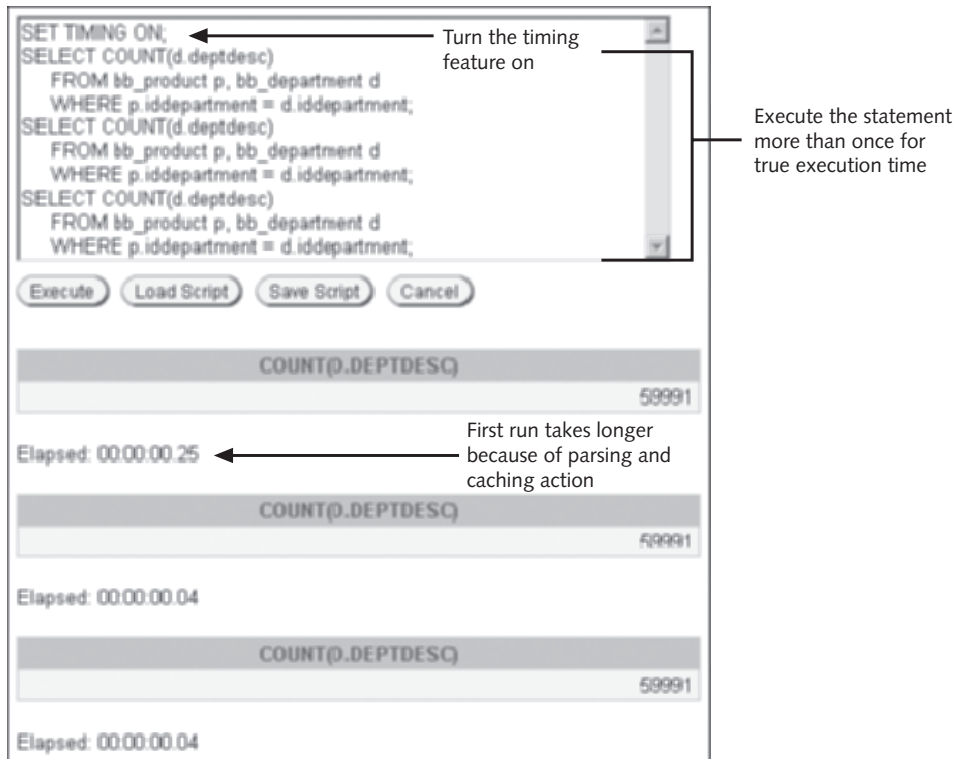 SET TIMING ON;
Turn the timing
feature on
SELECT COUNT(d.deptdesc)
FROM bb_product p, bb_department d
WHERE p.iddepartment = d.iddepartment;
SELECT COUNT(d.deptdesc)
FROM bb_product p, bb_department d
WHERE p.iddepartment = d.iddepartment;
SELECT COUNT(d.deptdesc)
FROM bb_product p, bb_department d
WHERE p.iddepartment = d.iddepartment;
Execute the statement
more than once for
true execution time
Execute Load Script Save Script Cancel
COUNT(D.DEPTDESC)
59991
Elapsed: 00:00:00.25
First run takes longer
because of parsing and
caching action
COUNT(D.DEPTDESC)
59991
Elapsed: 00:00:00.04
COUNT(D.DEPTDESC)
59991
Elapsed: 00:00:00.04